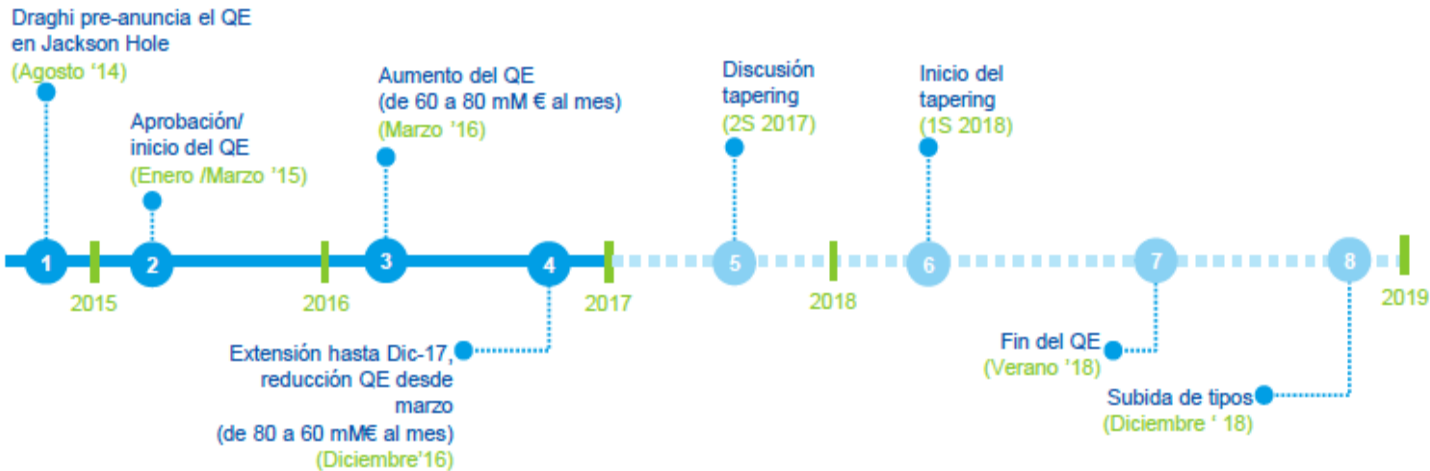 Draghi pre-anuncia el QE
en Jackson Hole
(Agosto ‘14)
Aprobación/
inicio del QE
(Enero /Marzo ’15)
Aumento del QE
(de 60 a 80 mM € al mes)
(Marzo ’16)
Discusión
tapering
(2S 2017)
Inicio del
tapering
(1S 2018)
1
2
3
4
5
6
7
8
2015
2016
2017
2018
2019
Extensión hasta Dic-17,
reducción QE desde
marzo
(de 80 a 60 mM€ al mes)
(Diciembre’16)
Fin del QE
(Verano ’18)
Subida de tipos
(Diciembre ‘ 18)